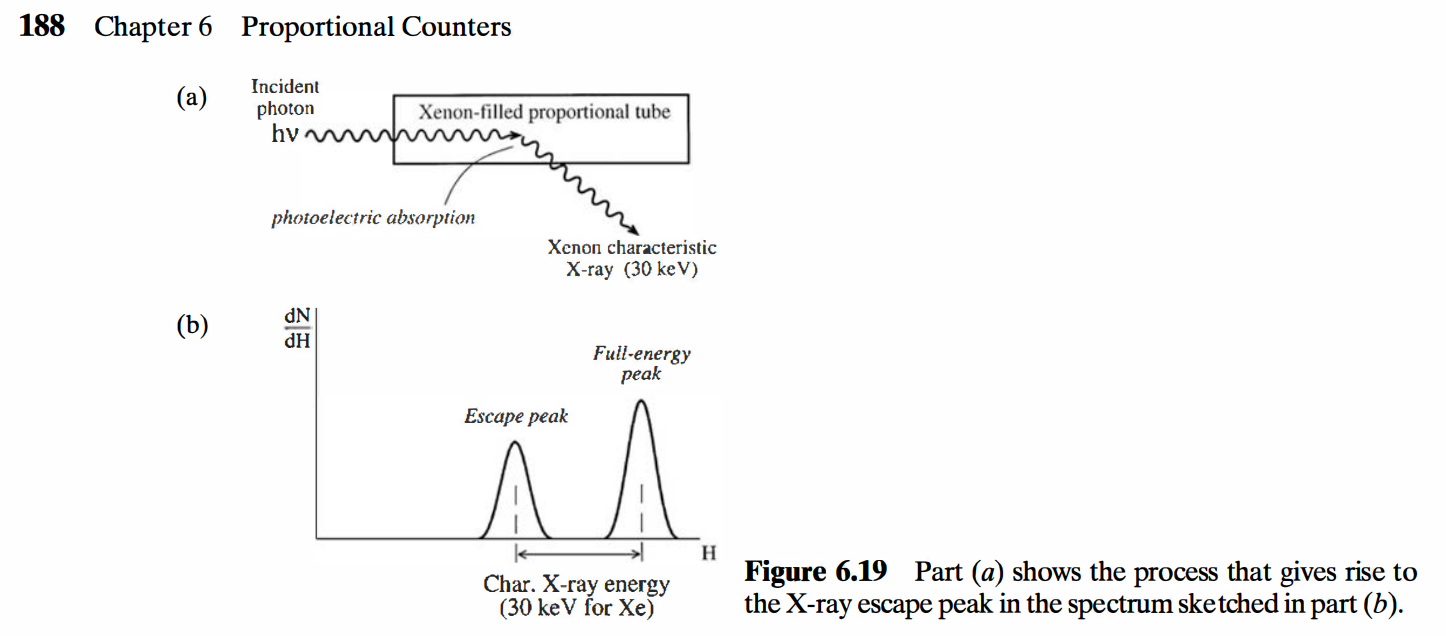 188 Chapter 6 Proportional Counters
(a)
Incident
photon
hν
Xenon-filled proportional tube
photoelectric absorption
Xenon characteristic
X-ray (30 keV)
(b)
dN
dH
Full-energy
peak
Escape peak
H
Char. X-ray energy
(30 keV for Xe)
Figure 6.19 Part (a) shows the process that gives rise to
the X-ray escape peak in the spectrum sketched in part (b).